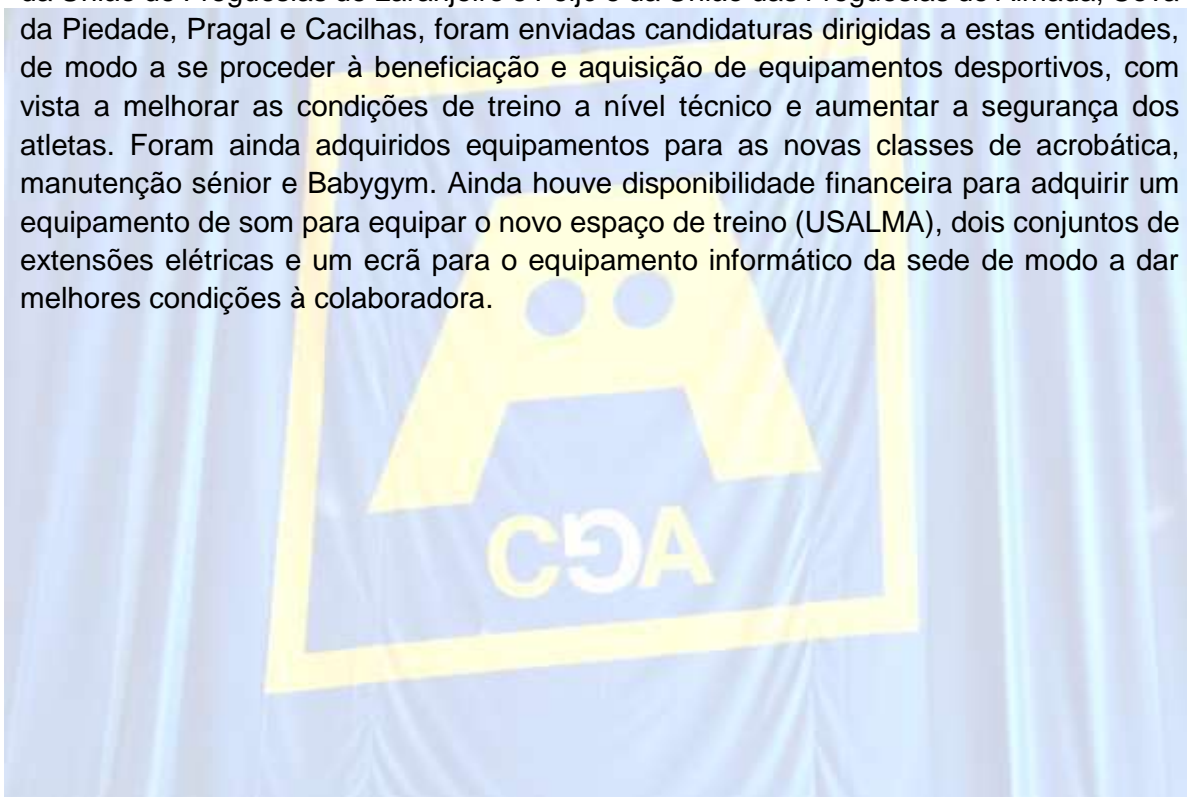 da Piedade, Pragal e Cacilhas, foram enviadas candidaturas dirigidas a estas entidades,
de modo a se proceder à beneficiação e aquisição de equipamentos desportivos, com
vista a melhorar as condições de treino a nível técnico e aumentar a segurança dos
atletas. Foram ainda adquiridos equipamentos para as novas classes de acrobática,
manutenção sénior e Babygym. Ainda houve disponibilidade financeira para adquirir um
equipamento de som para equipar o novo espaço de treino (USALMA), dois conjuntos de
extensões elétricas e um ecrã para o equipamento informático da sede de modo a dar
melhores condições à colaboradora.
CGA